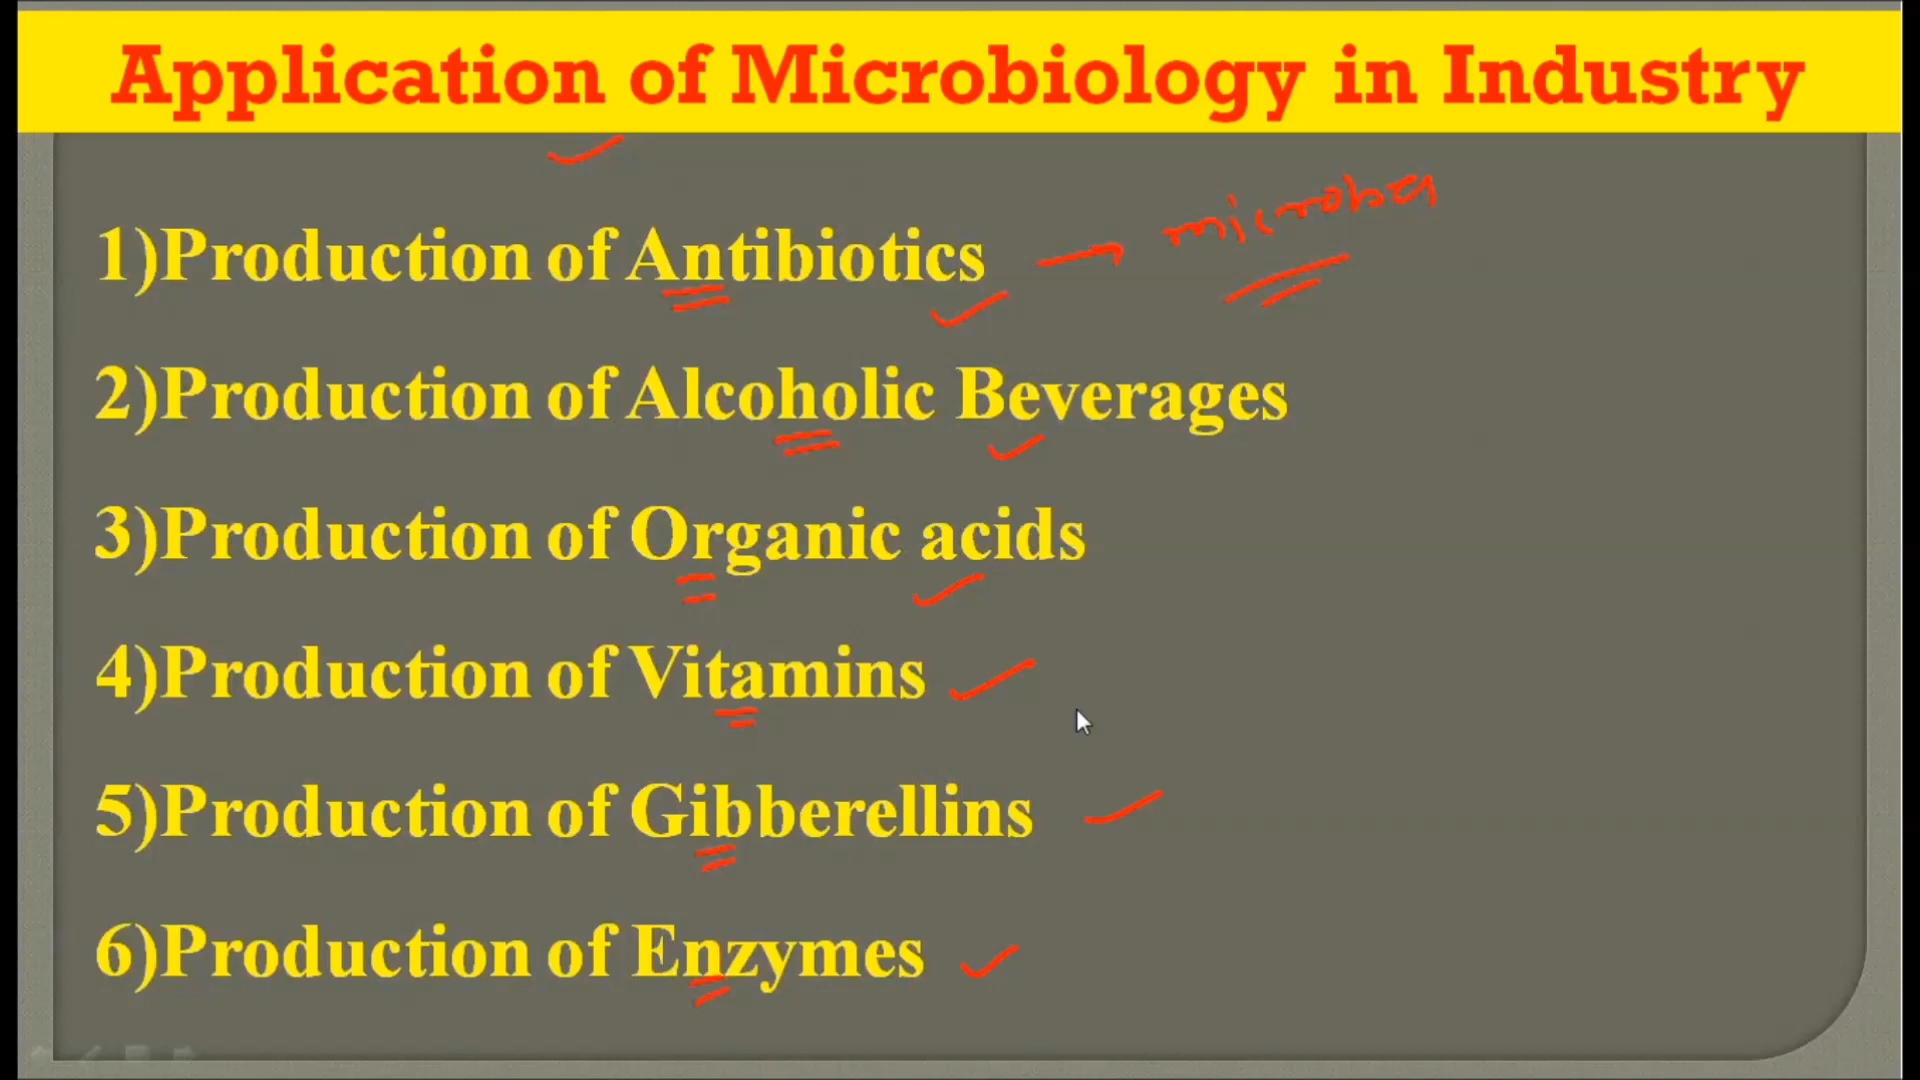 Application of Microbiology in Industry
1)Production of Antibiotics → microba
2)Production of Alcoholic Beverages
3)Production of Organic acids
4)Production of Vitamins
5)Production of Gibberellins
6)Production of Enzymes